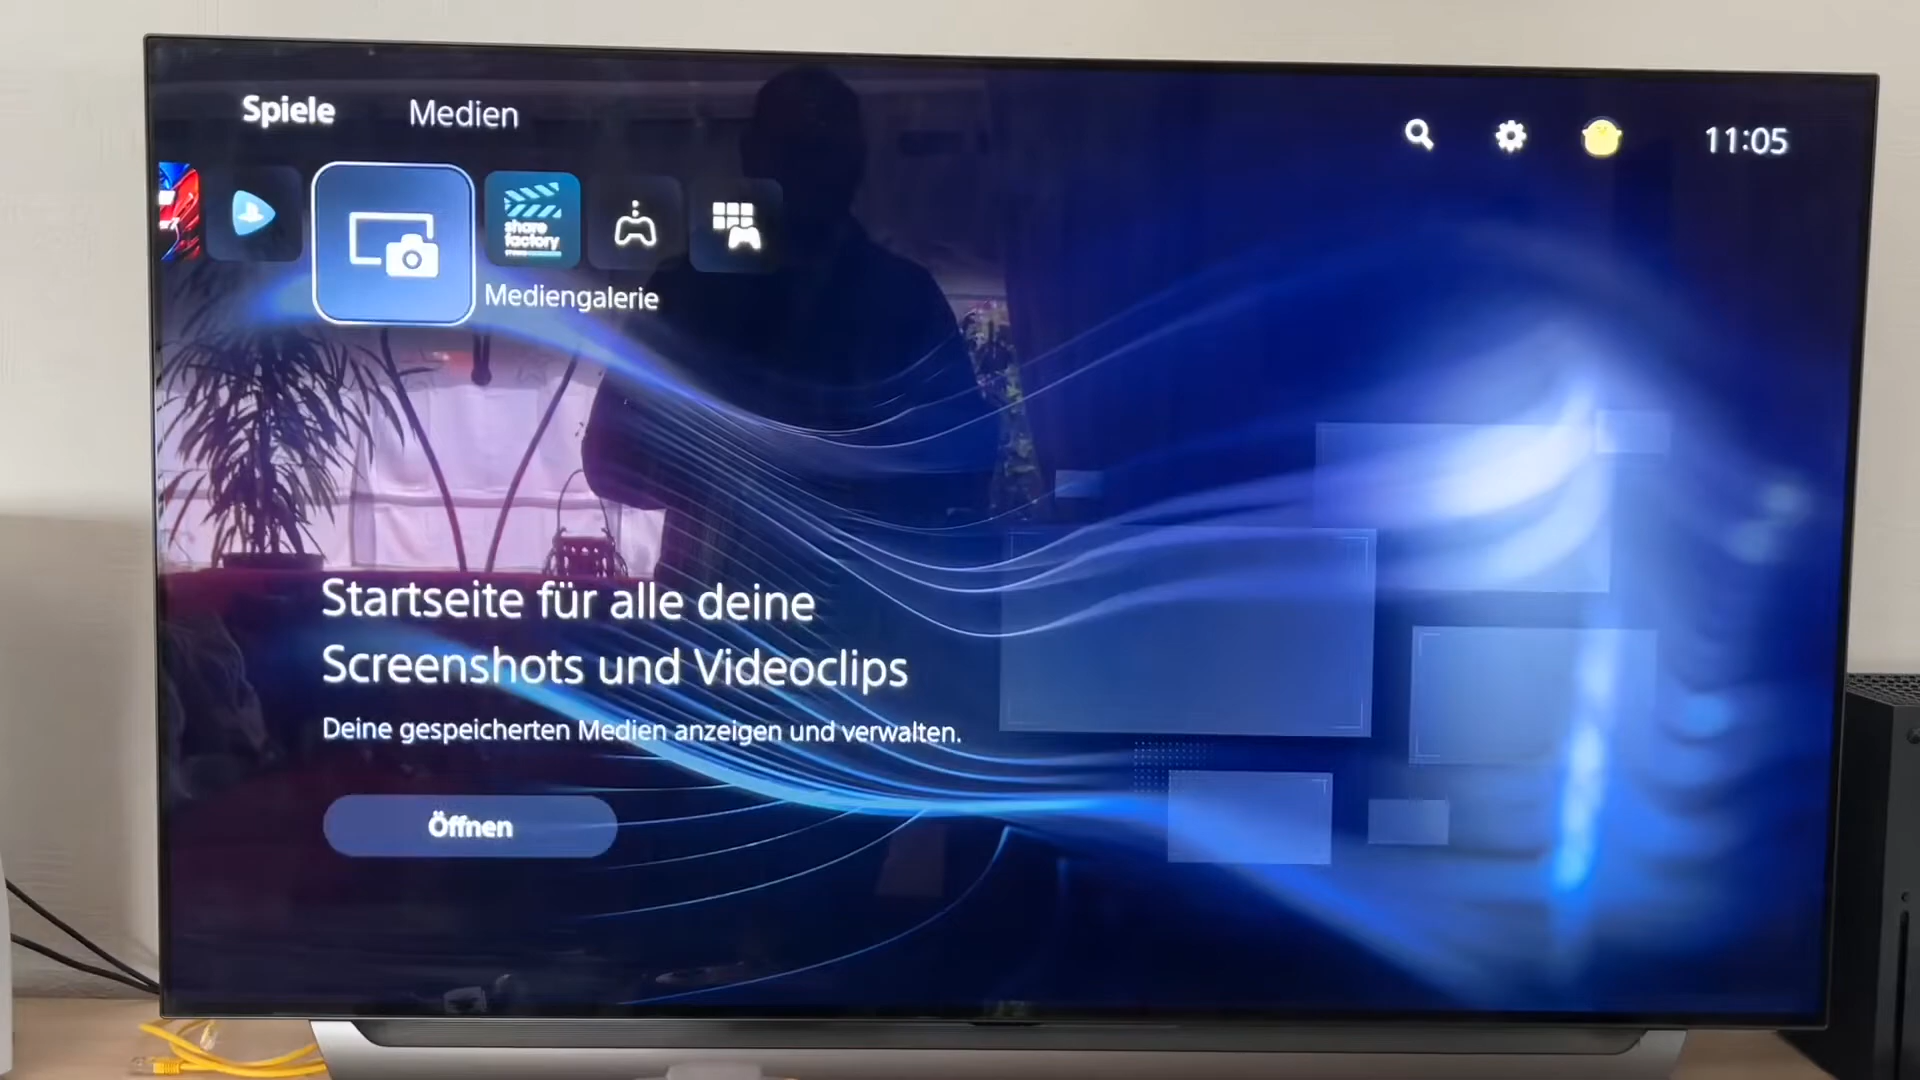 Spiele
Medien
11:05
share
factory
Mediengalerie
Startseite für alle deine
Screenshots und Videoclips
Deine gespeicherten Medien anzeigen und verwalten.
Öffnen